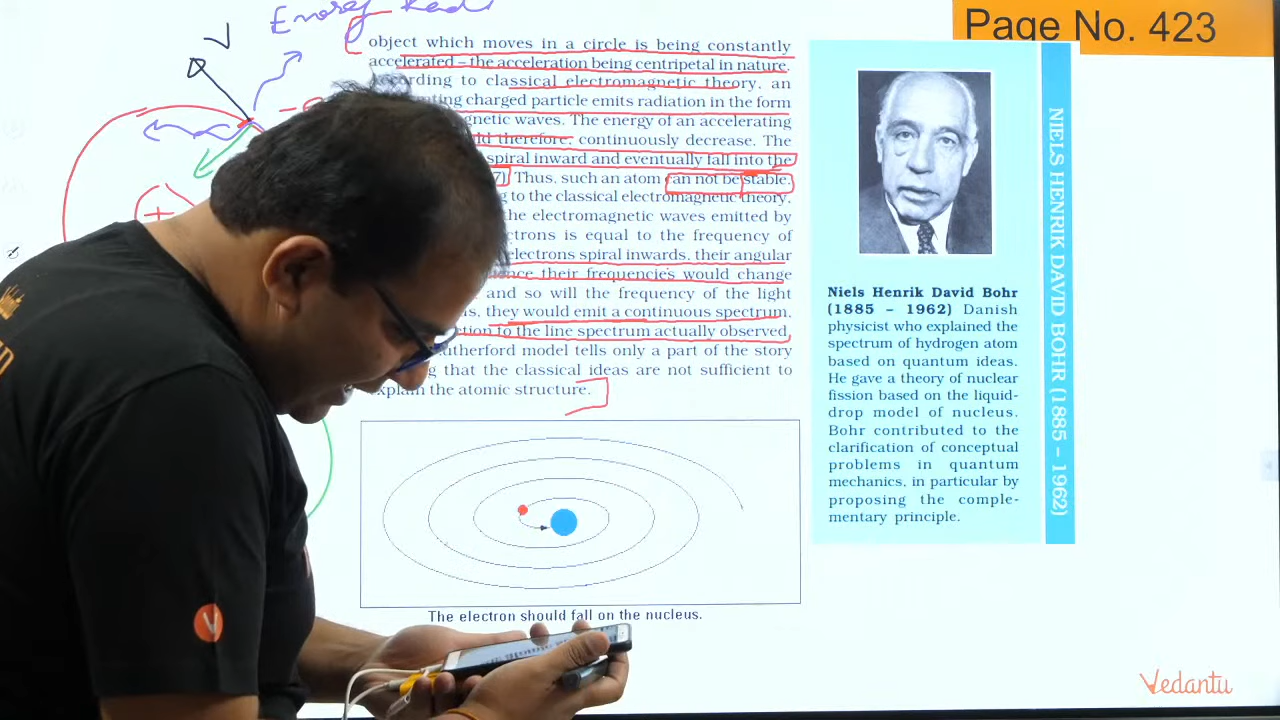 Energy
Page No. 423
V
object which moves in a circle is being constantly
accelerated – the acceleration being centripetal in nature.
According to classical electromagnetic theory, an
charged particle emits radiation in the form
waves. The energy of an accelerating
therefore, continuously decrease. The
spiral inward and eventually fall into the
7) Thus, such an atom can not be stable.
to the classical electromagnetic theory,
the electromagnetic waves emitted by
is equal to the frequency of
electrons spiral inwards, their angular
their frequencies would change
and so will the frequency of the light
they would emit a continuous spectrum,
to the line spectrum actually observed.
model tells only a part of the story
that the classical ideas are not sufficient to
explain the atomic structure.
+
The electron should fall on the nucleus.
Niels Henrik David Bohr
(1885 – 1962) Danish
physicist who explained the
spectrum of hydrogen atom
based on quantum ideas.
He gave a theory of nuclear
fission based on the liquid-
drop model of nucleus.
Bohr contributed to the
clarification of conceptual
problems in quantum
mechanics, in particular by
proposing the comple-
mentary principle.
NIELS HENRIK DAVID BOHR (1885 – 1962)
Vedantu